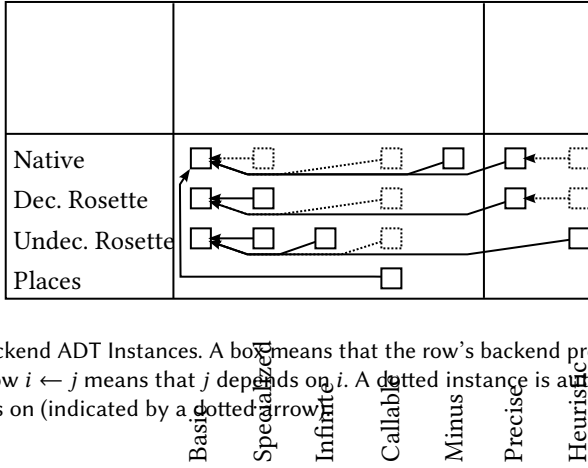 Native
Dec. Rosette
Undec. Rosette
Places
ckend ADT Instances. A box means that the row's backend pr
ow i ← j means that j depends on i. A dotted instance is au
s on (indicated by a dotted arrow).
Basic
Specialized
Infinite
Callable
Minus
Precise
Heuristic